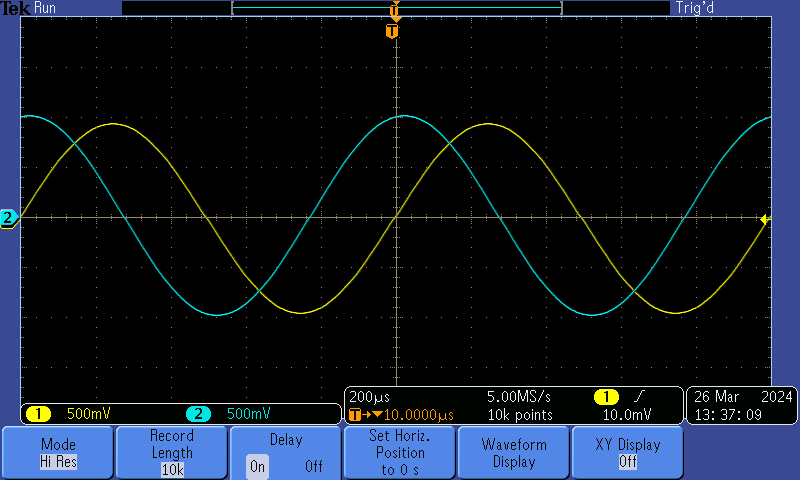 Tek Run Trig'd
T
T
2
1 500mV 2 500mV
200µs 5.00MS/s 1
T→▼10.0000µs 10k points 10.0mV
26 Mar 2024
13:37:09
Mode
Hi Res
Record
Length
10k
Delay
On Off
Set Horiz.
Position
to 0 s
Waveform
Display
XY Display
Off